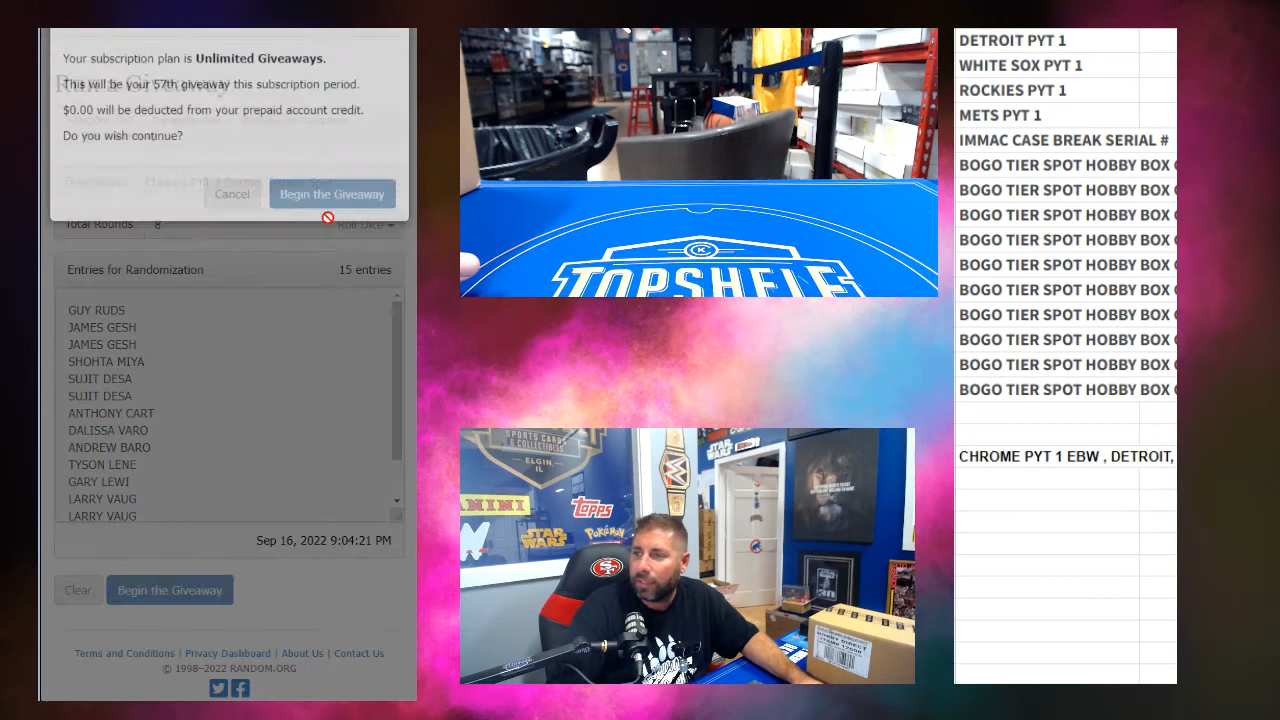 Your subscription plan is Unlimited Giveaways.
This will be your 57th giveaway this subscription period.
$0.00 will be deducted from your prepaid account credit.
Do you wish continue?
Cancel
Begin the Giveaway
Total Rounds 8
Roll Dice
Entries for Randomization 15 entries
GUY RUDS
JAMES GESH
JAMES GESH
SHOHTA MIYA
SUJIT DESA
SUJIT DESA
ANTHONY CART
DALISSA VARO
ANDREW BARO
TYSON LENE
GARY LEWI
LARRY VAUG
LARRY VAUG
Sep 16, 2022 9:04:21 PM
Clear
Begin the Giveaway
Terms and Conditions | Privacy Dashboard | About Us | Contact Us
© 1998–2022 RANDOM.ORG
K
TOPSHELF
SPORTS CARDS
& COLLECTIBLES
ELGIN,
IL
PANINI
TOPPS
STAR WARS
Pokémon
STAR WARS
W
SF
DETROIT PYT 1
WHITE SOX PYT 1
ROCKIES PYT 1
METS PYT 1
IMMAC CASE BREAK SERIAL #
BOGO TIER SPOT HOBBY BOX
BOGO TIER SPOT HOBBY BOX
BOGO TIER SPOT HOBBY BOX
BOGO TIER SPOT HOBBY BOX
BOGO TIER SPOT HOBBY BOX
BOGO TIER SPOT HOBBY BOX
BOGO TIER SPOT HOBBY BOX
BOGO TIER SPOT HOBBY BOX
BOGO TIER SPOT HOBBY BOX
BOGO TIER SPOT HOBBY BOX
CHROME PYT 1 EBW , DETROIT,